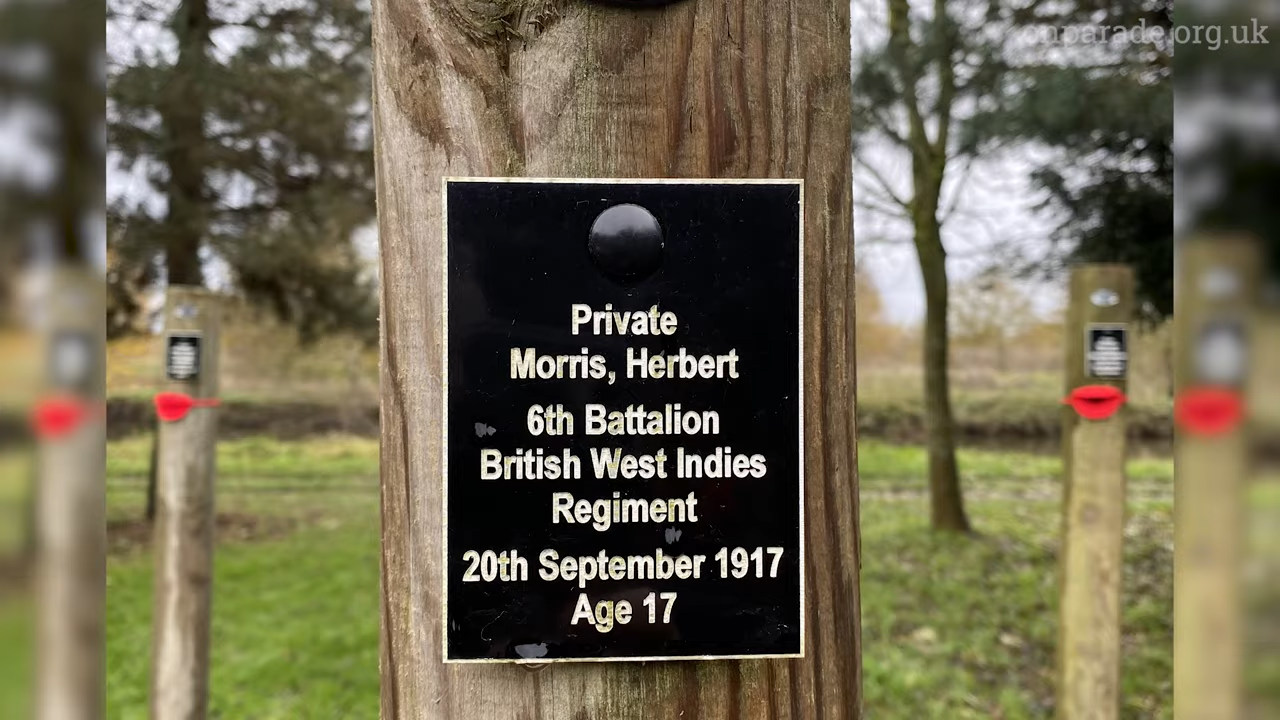 onparade.org.uk
Private
Morris, Herbert
6th Battalion
British West Indies
Regiment
20th September 1917
Age 17